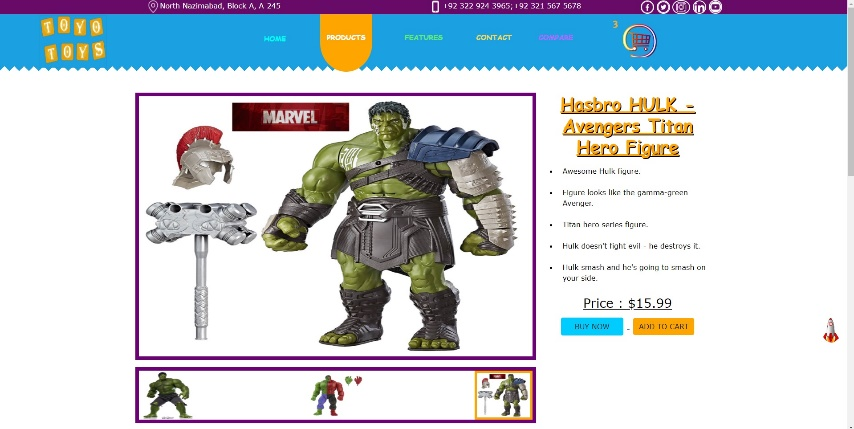 North Nazimabad, Block A, A 245
+92 322 924 3965; +92 321 567 5678
TOYO
TOYS
HOME
PRODUCTS
FEATURES
CONTACT
COMPARE
3
MARVEL
Hasbro HULK -
Avengers Titan
Hero Figure
Awesome Hulk figure.
Figure looks like the gamma-green
Avenger.
Titan hero series figure.
Hulk doesn't fight evil - he destroys it.
Hulk smash and he's going to smash on
your side.
Price : $15.99
BUY NOW - ADD TO CART